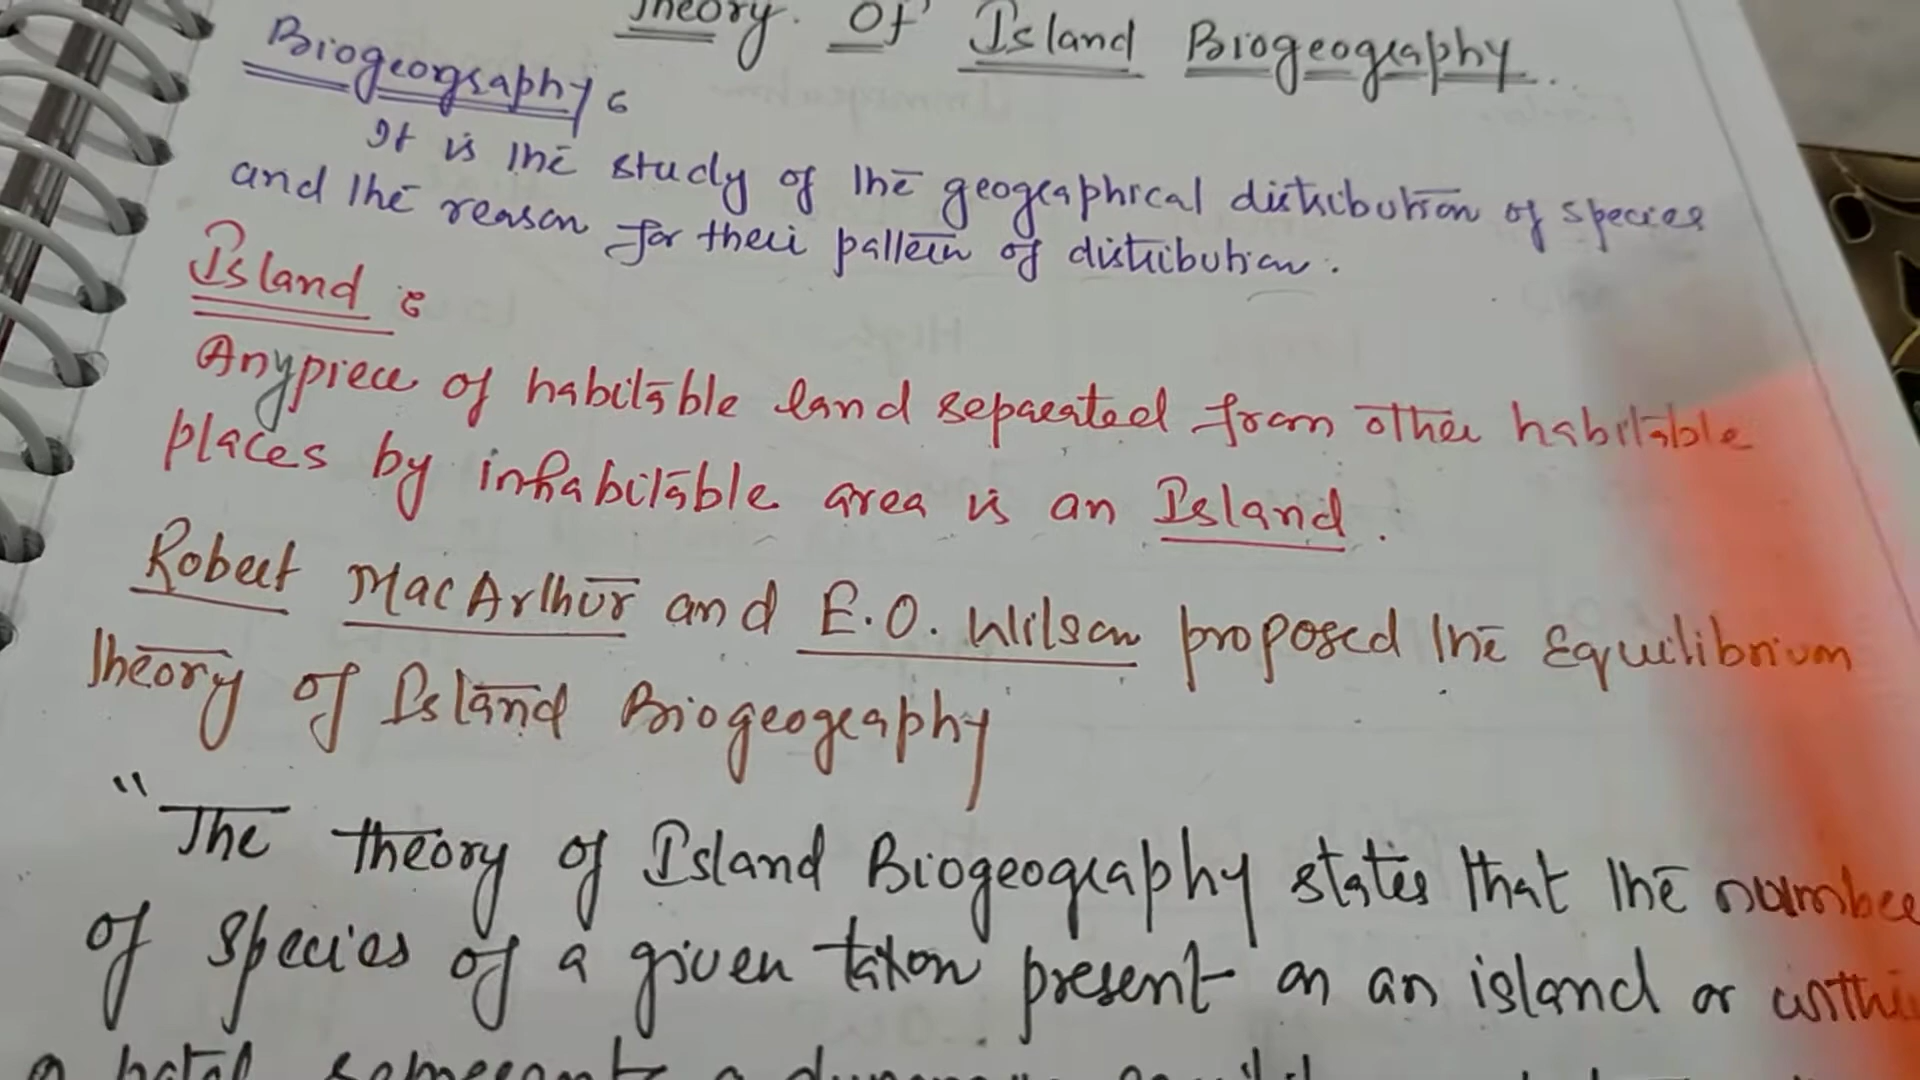 Theory of Island Biogeography.
Biogeography:
It is the study of the geographical distribution of species
and the reason for their pattern of distribution.
Island:
Any piece of habitable land separated from other habitable
places by inhabitable area is an Island.
Robert MacArthur and E.O. Wilson proposed the Equilibrium
theory of Island Biogeography
"The theory of Island Biogeography states that the number
of species of a given taxon present on an island or within
a